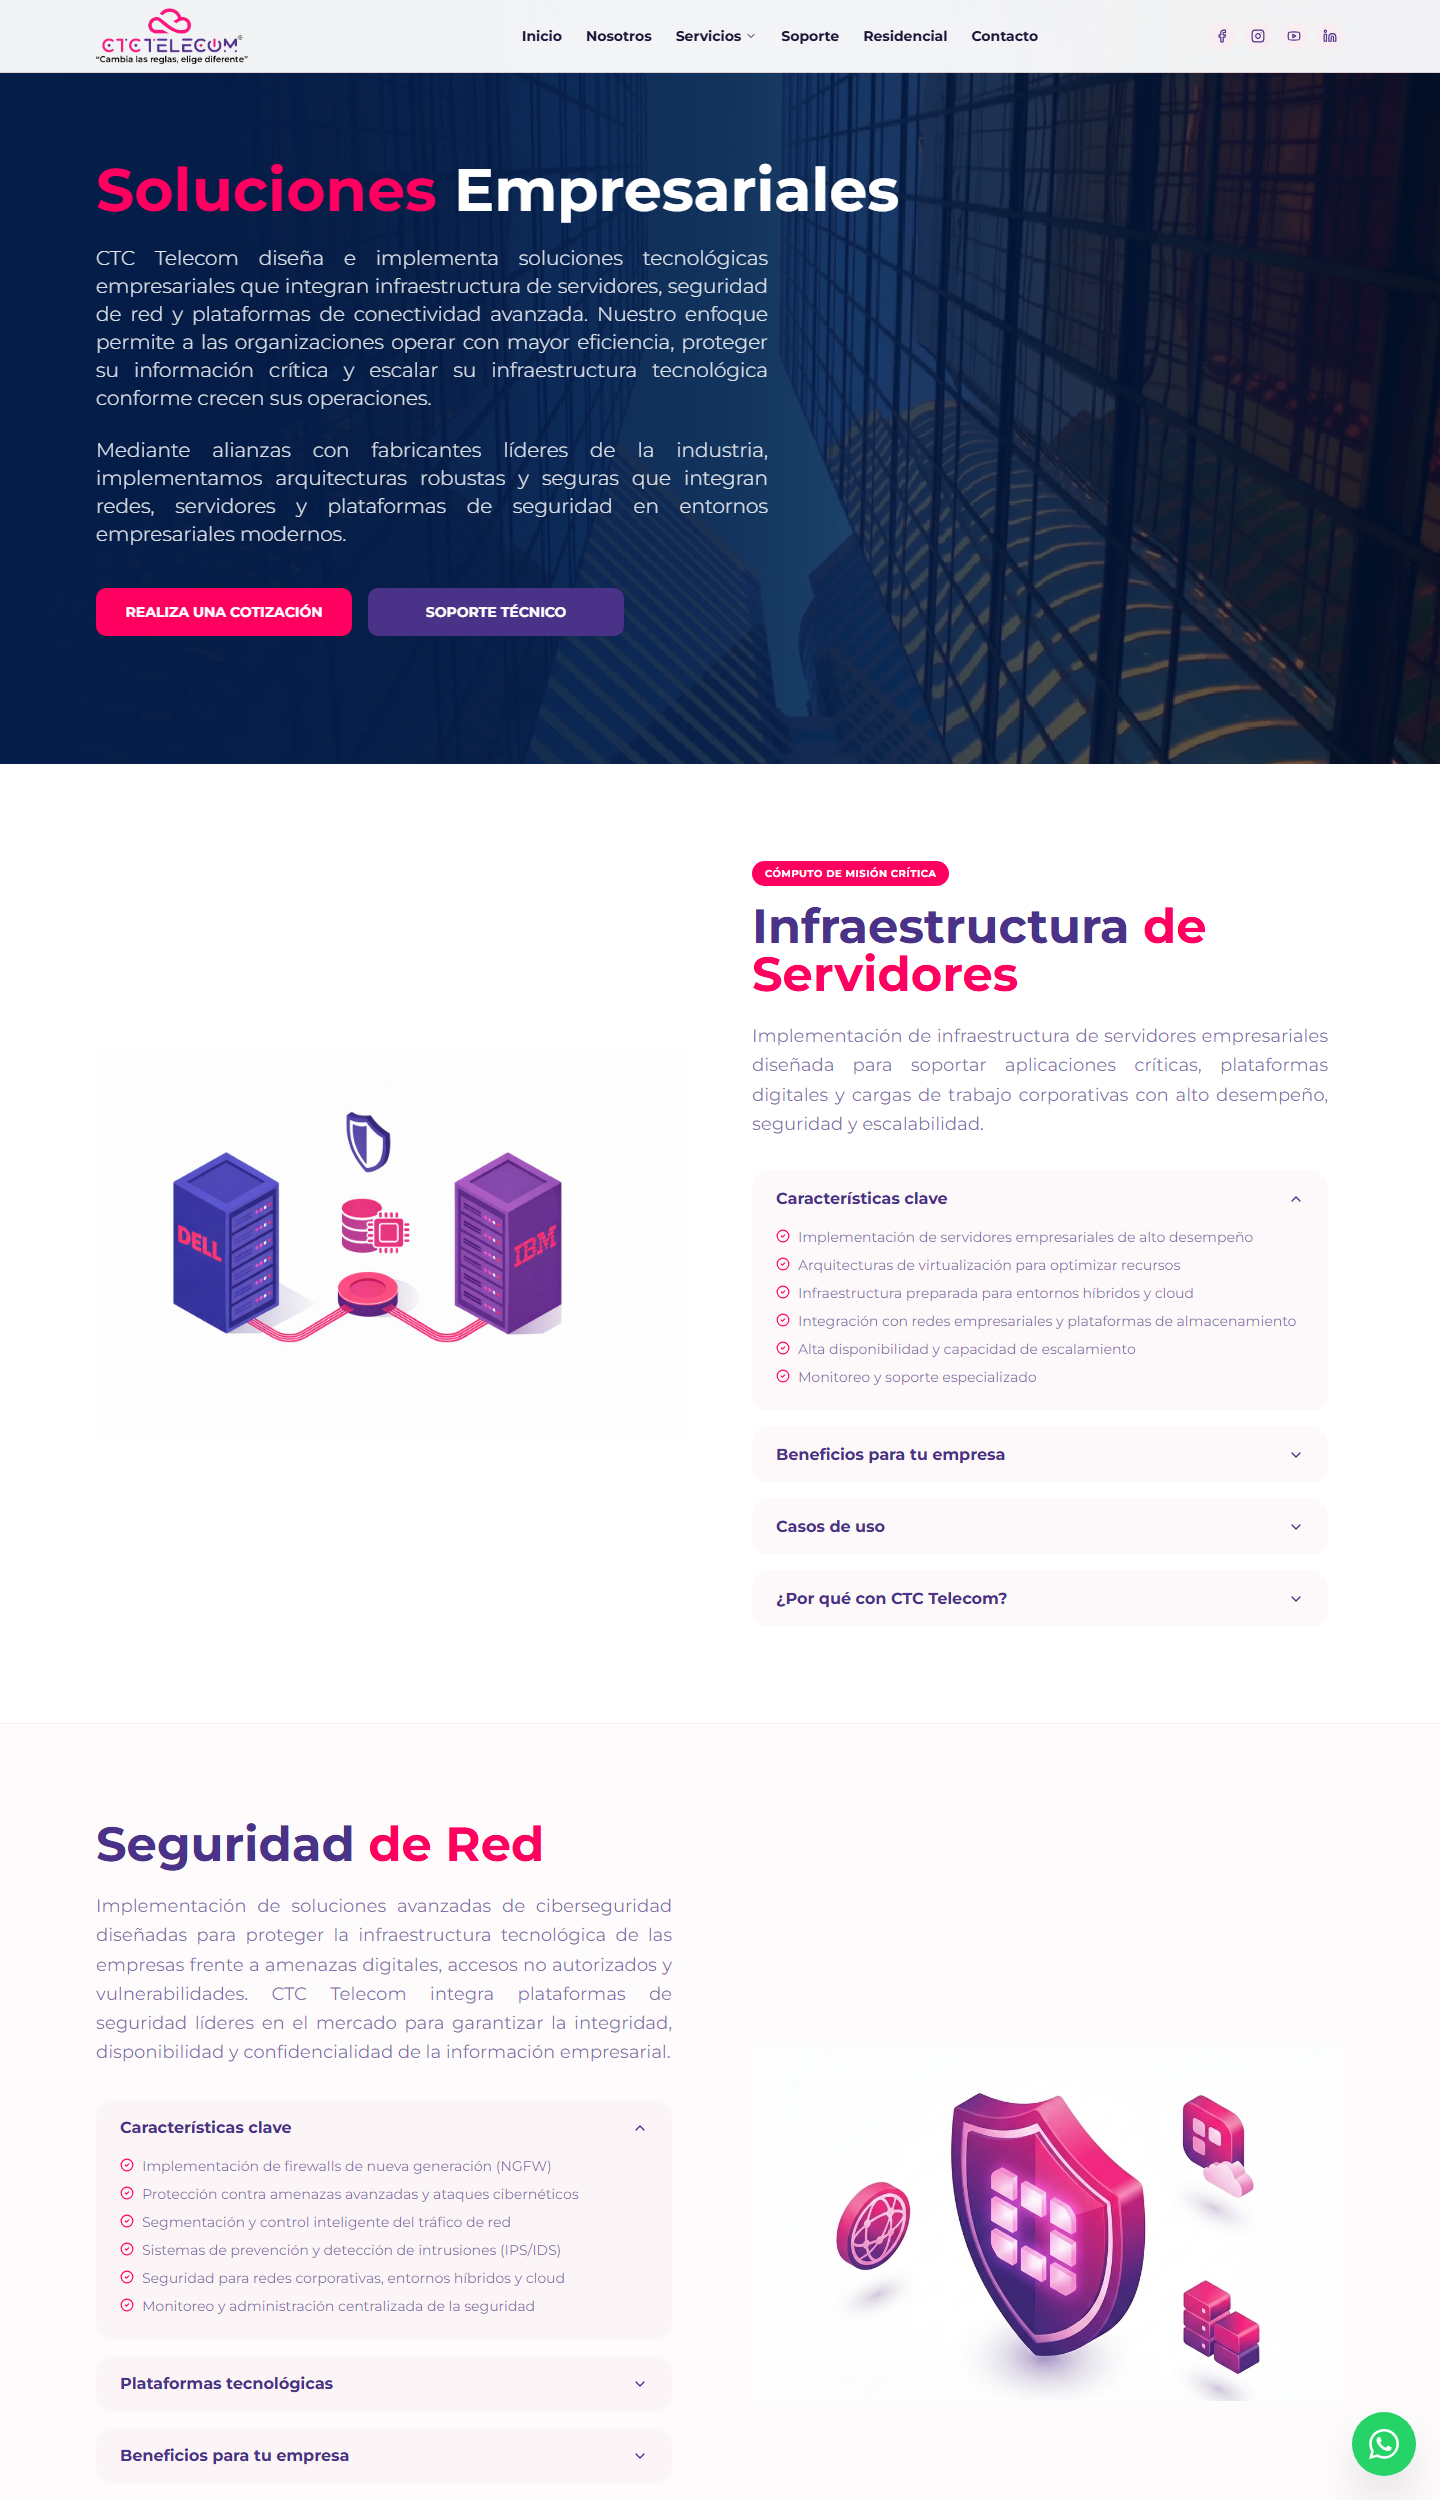 CTC TELECOM®
"Cambia las reglas, elige diferente"
Inicio Nosotros Servicios Soporte Residencial Contacto
Soluciones Empresariales
CTC Telecom diseña e implementa soluciones tecnológicas
empresariales que integran infraestructura de servidores, seguridad
de red y plataformas de conectividad avanzada. Nuestro enfoque
permite a las organizaciones operar con mayor eficiencia, proteger
su información crítica y escalar su infraestructura tecnológica
conforme crecen sus operaciones.
Mediante alianzas con fabricantes líderes de la industria,
implementamos arquitecturas robustas y seguras que integran
redes, servidores y plataformas de seguridad en entornos
empresariales modernos.
REALIZA UNA COTIZACIÓN
SOPORTE TÉCNICO
CÓMPUTO DE MISIÓN CRÍTICA
Infraestructura de
Servidores
Implementación de infraestructura de servidores empresariales
diseñada para soportar aplicaciones críticas, plataformas
digitales y cargas de trabajo corporativas con alto desempeño,
seguridad y escalabilidad.
DELL
IBM
Características clave
Implementación de servidores empresariales de alto desempeño
Arquitecturas de virtualización para optimizar recursos
Infraestructura preparada para entornos híbridos y cloud
Integración con redes empresariales y plataformas de almacenamiento
Alta disponibilidad y capacidad de escalamiento
Monitoreo y soporte especializado
Beneficios para tu empresa
Casos de uso
¿Por qué con CTC Telecom?
Seguridad de Red
Implementación de soluciones avanzadas de ciberseguridad
diseñadas para proteger la infraestructura tecnológica de las
empresas frente a amenazas digitales, accesos no autorizados y
vulnerabilidades. CTC Telecom integra plataformas de
seguridad líderes en el mercado para garantizar la integridad,
disponibilidad y confidencialidad de la información empresarial.
Características clave
Implementación de firewalls de nueva generación (NGFW)
Protección contra amenazas avanzadas y ataques cibernéticos
Segmentación y control inteligente del tráfico de red
Sistemas de prevención y detección de intrusiones (IPS/IDS)
Seguridad para redes corporativas, entornos híbridos y cloud
Monitoreo y administración centralizada de la seguridad
Plataformas tecnológicas
Beneficios para tu empresa